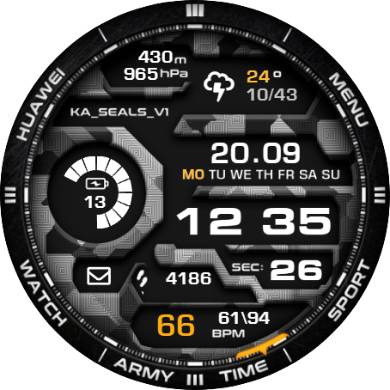 430m
965hPa
24°
10/43
HUAWEI
MENU
KA_SEALS_V1
20.09
MO TU WE TH FR SA SU
13
12 35
SEC: 26
4186
66
61\94
BPM
WATCH
SPORT
ARMY
TIME